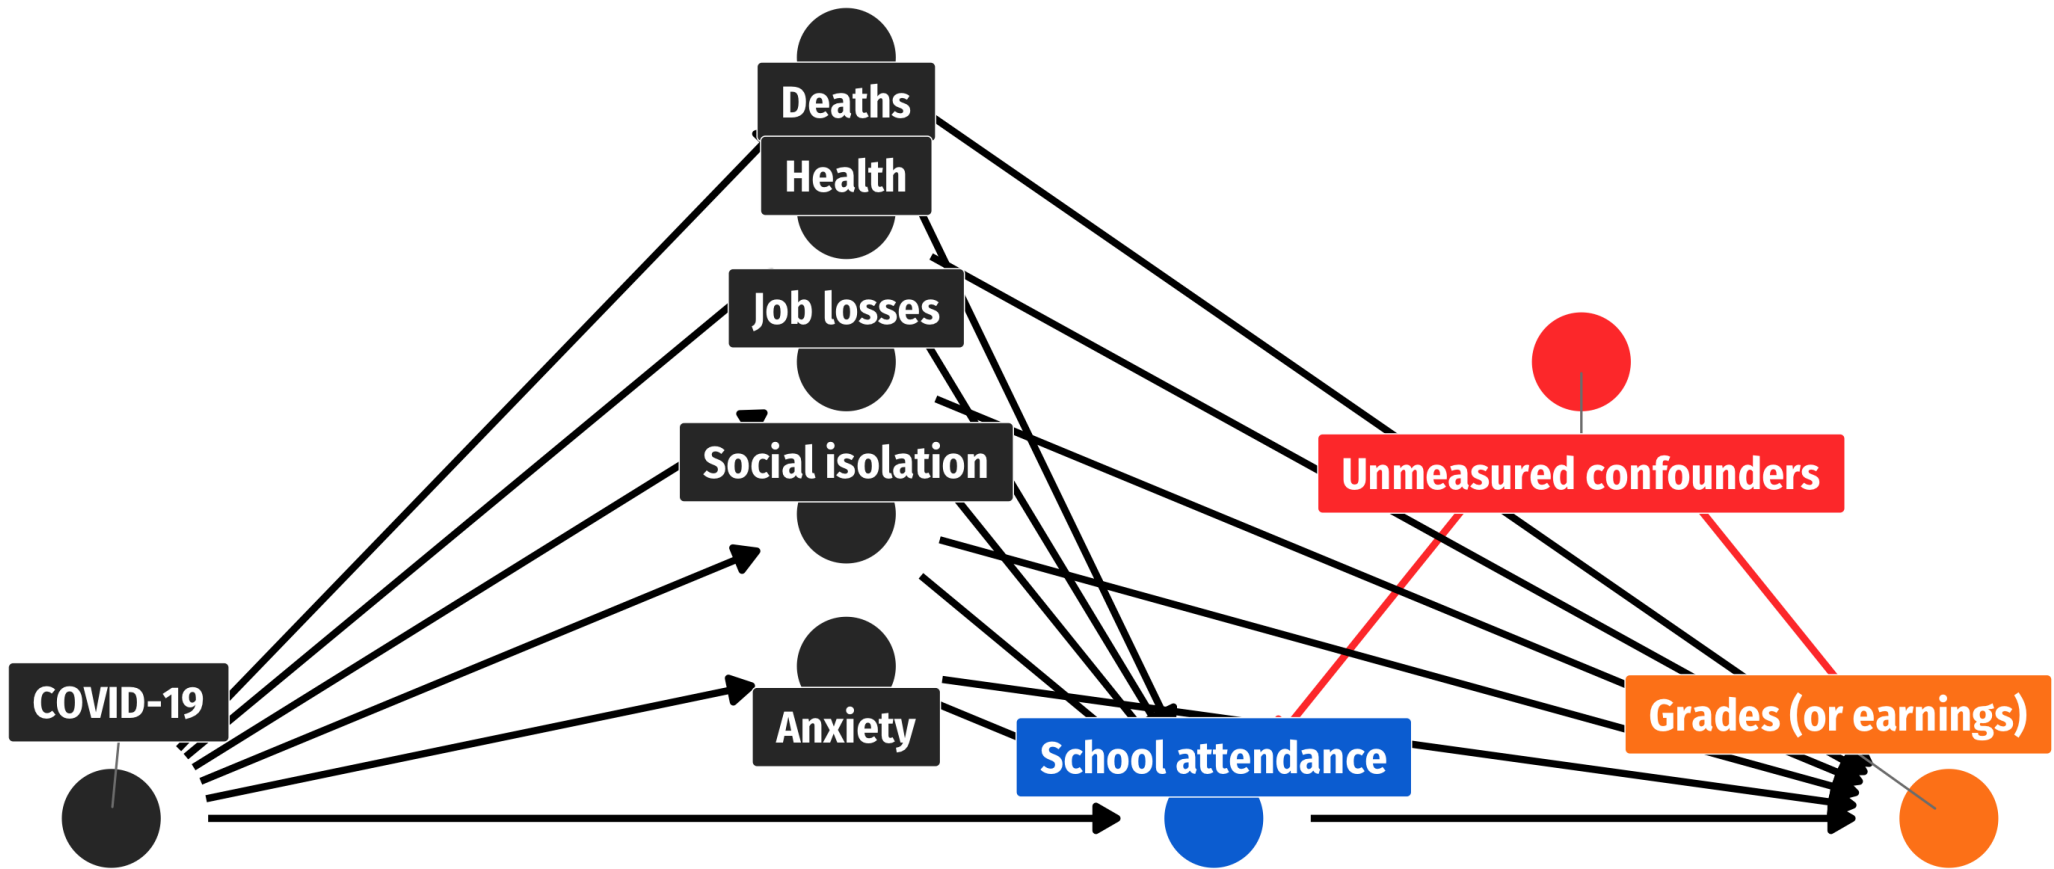 Deaths
Health
Job losses
Social isolation
Unmeasured confounders
COVID-19
Anxiety
School attendance
Grades (or earnings)